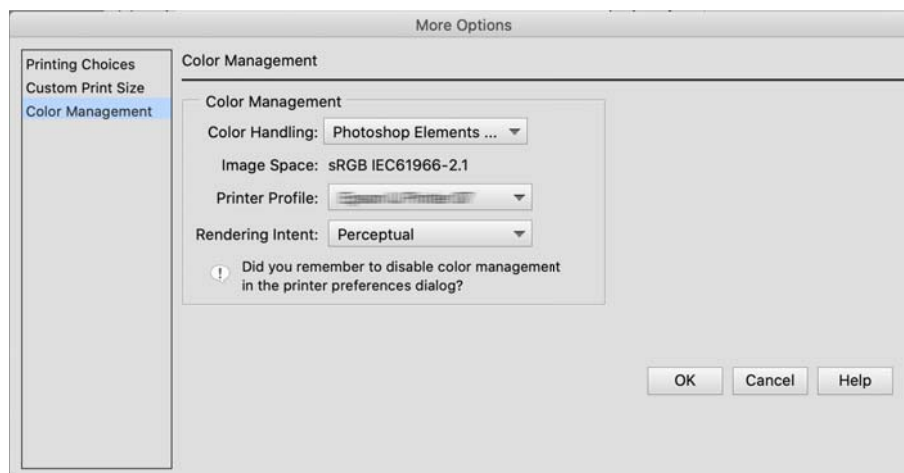 More Options
Printing Choices
Custom Print Size
Color Management
Color Management
Color Management
Color Handling: Photoshop Elements ...
Image Space: sRGB IEC61966-2.1
Printer Profile:
Rendering Intent: Perceptual
! Did you remember to disable color management
in the printer preferences dialog?
OK Cancel Help